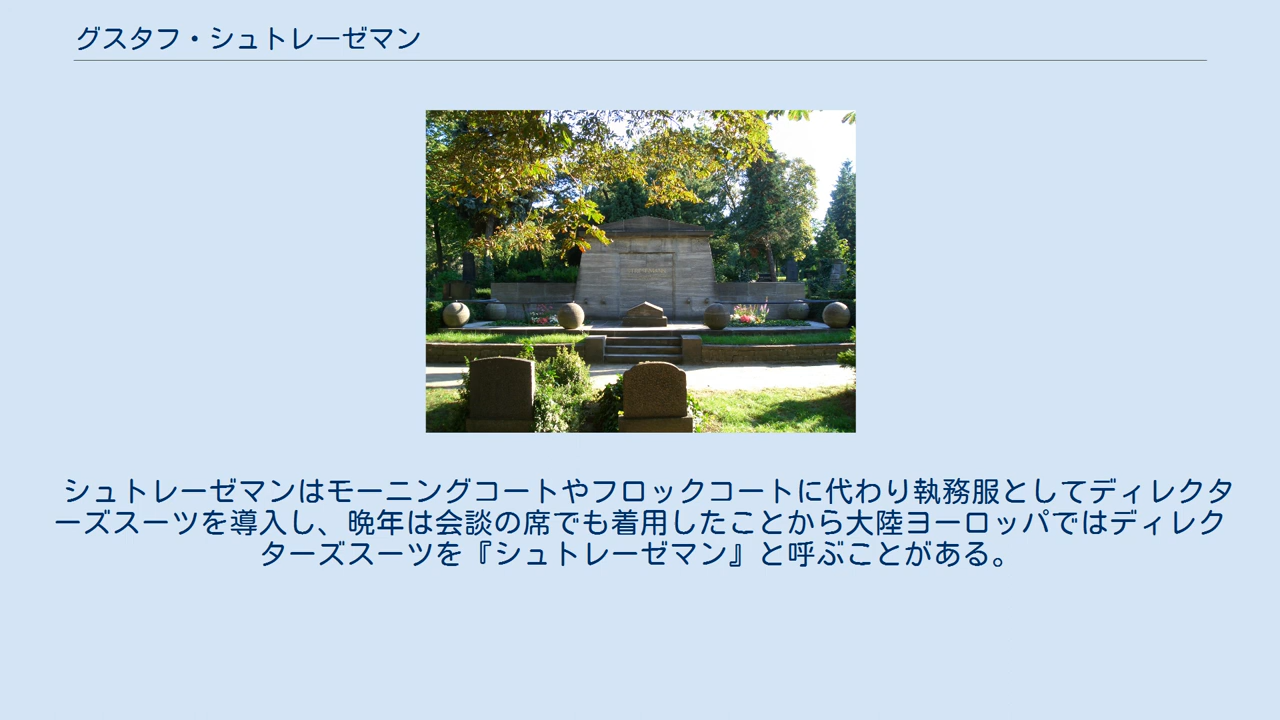 グスタフ・シュトレーゼマン
シュトレーゼマンはモーニングコートやフロックコートに代わり執務服としてディレクタ
ーズスーツを導入し、晩年は会談の席でも着用したことから大陸ヨーロッパではディレク
ターズスーツを『シュトレーゼマン』と呼ぶことがある。